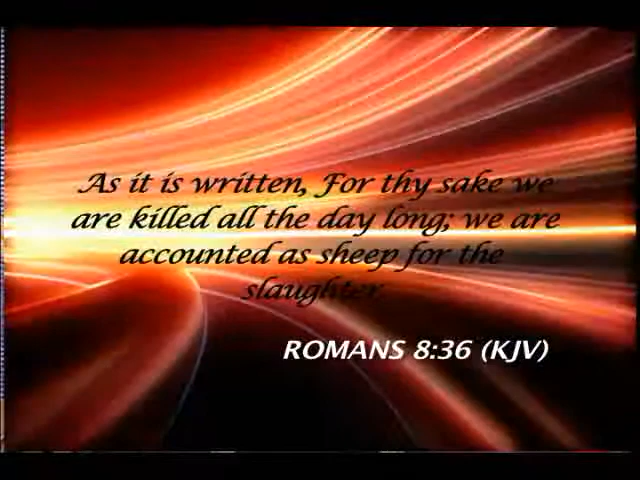 As it is written, For thy sake we
are killed all the day long; we are
accounted as sheep for the
slaughter.
ROMANS 8:36 (KJV)